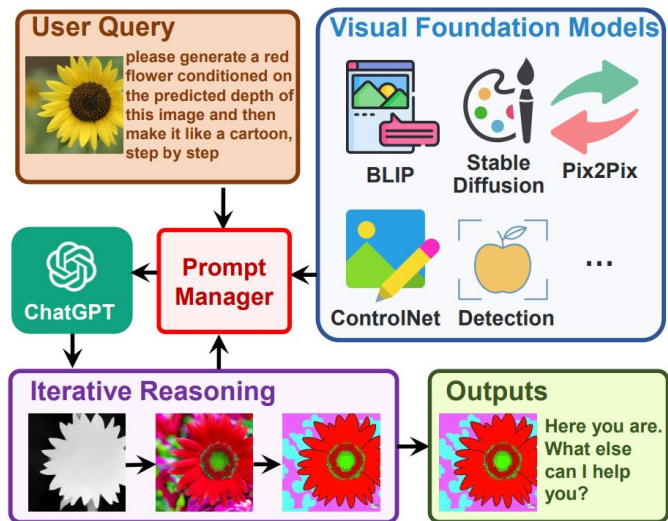 User Query
please generate a red
flower conditioned on
the predicted depth of
this image and then
make it like a cartoon,
step by step
Visual Foundation Models
BLIP
Stable
Diffusion
Pix2Pix
ControlNet
Detection
...
ChatGPT
Prompt
Manager
Iterative Reasoning
Outputs
Here you are.
What else
can I help
you?